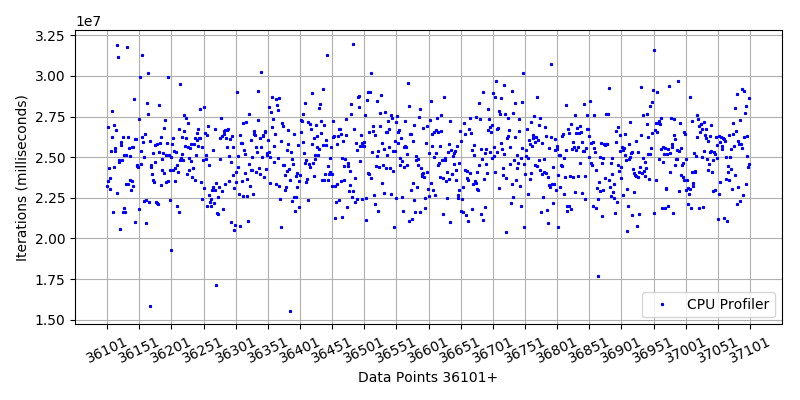 1e7
3.25
3.00
2.75
2.50
2.25
2.00
1.75
1.50
Iterations (milliseconds)
CPU Profiler
36101 36151 36201 36251 36301 36351 36401 36451 36501 36551 36601 36651 36701 36751 36801 36851 36901 36951 37001 37051 37101
Data Points 36101+